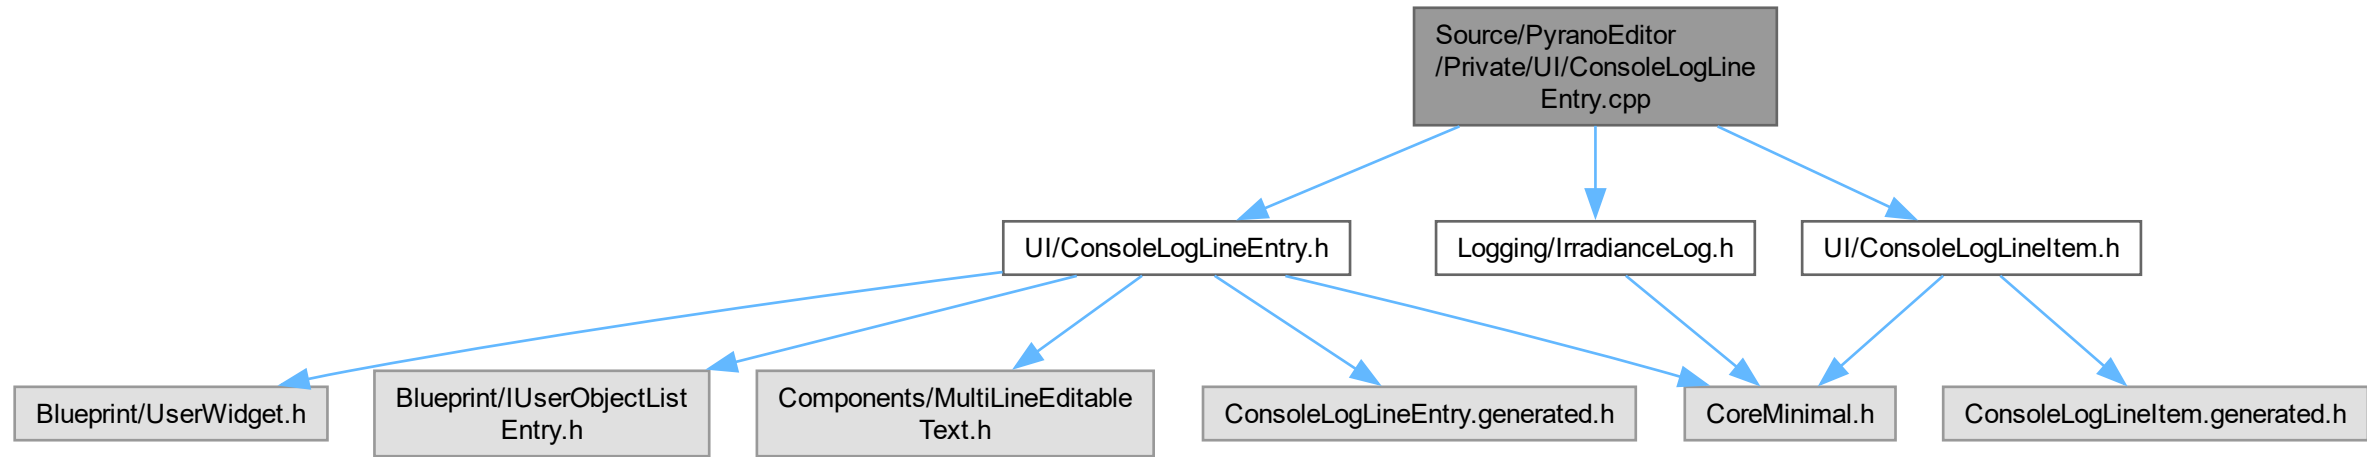 Source/PyranoEditor
/Private/UI/ConsoleLogLine
Entry.cpp
UI/ConsoleLogLineEntry.h
Logging/IrradianceLog.h
UI/ConsoleLogLineItem.h
Blueprint/UserWidget.h
Blueprint/IUserObjectList
Entry.h
Components/MultiLineEditable
Text.h
ConsoleLogLineEntry.generated.h
CoreMinimal.h
ConsoleLogLineItem.generated.h